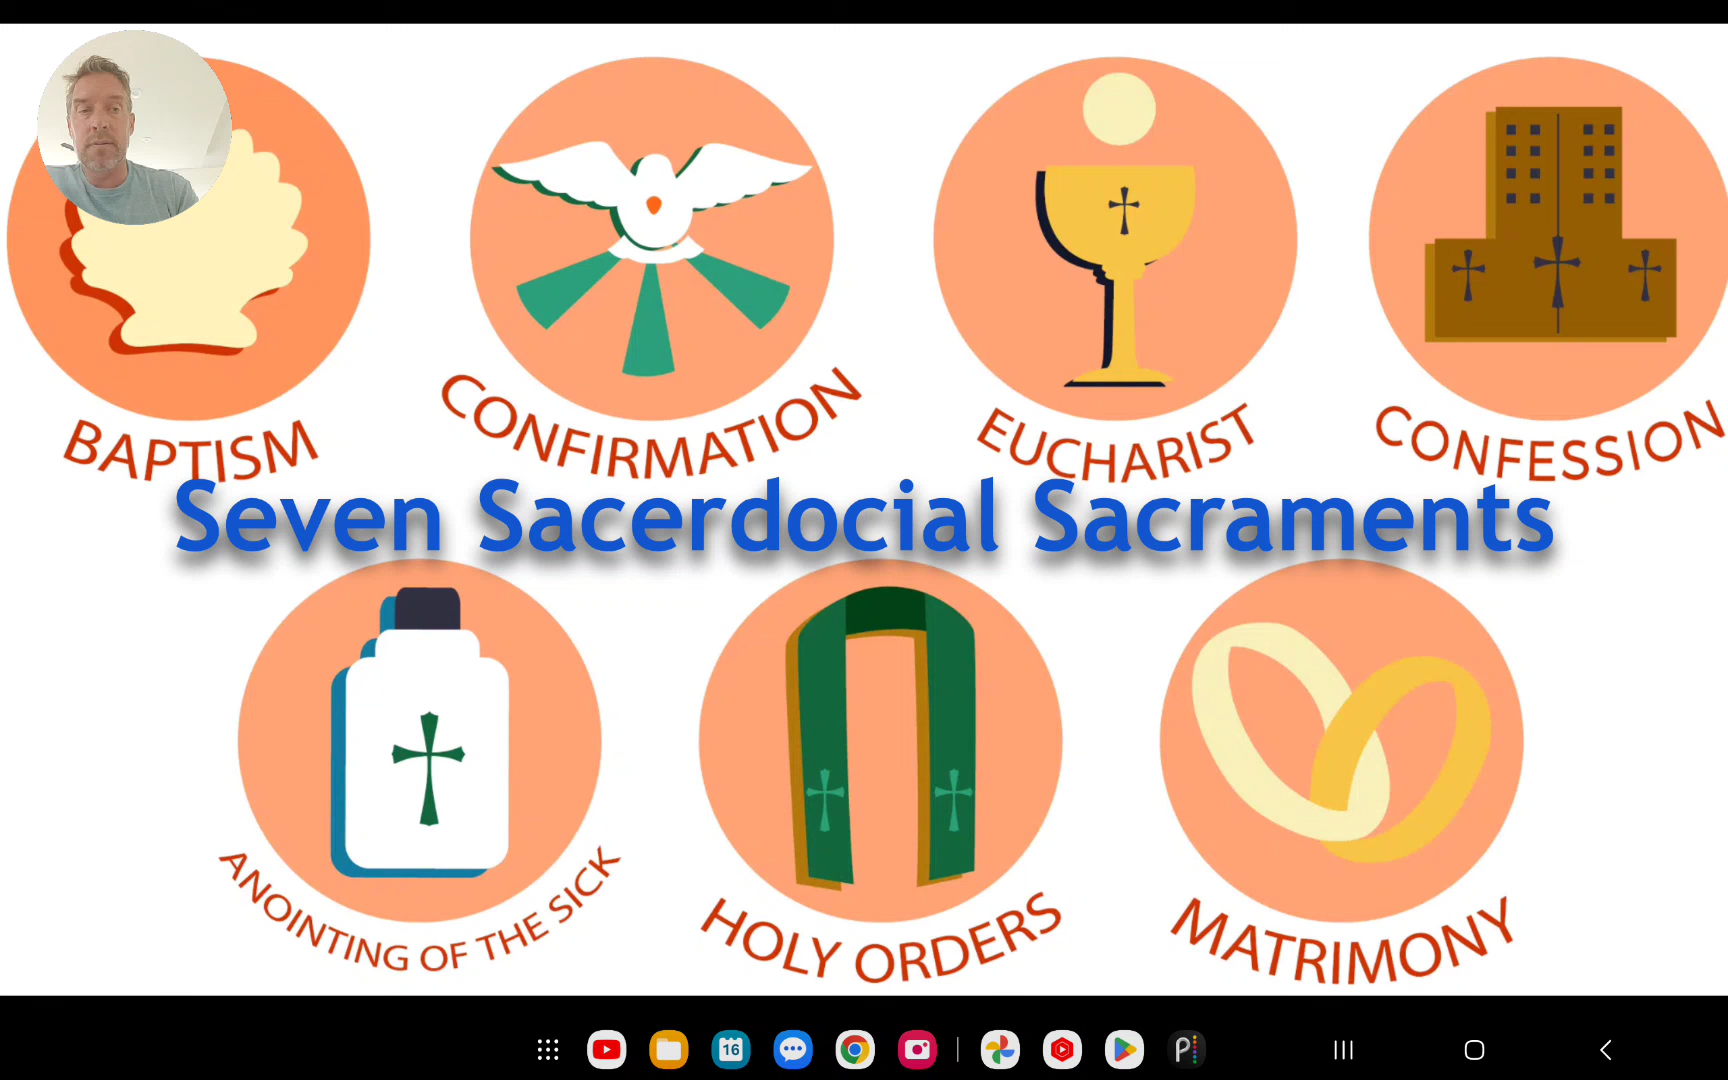 BAPTISM
CONFIRMATION
EUCHARIST
CONFESSION
Seven Sacerdocial Sacraments
ANOINTING OF THE SICK
HOLY ORDERS
MATRIMONY
16